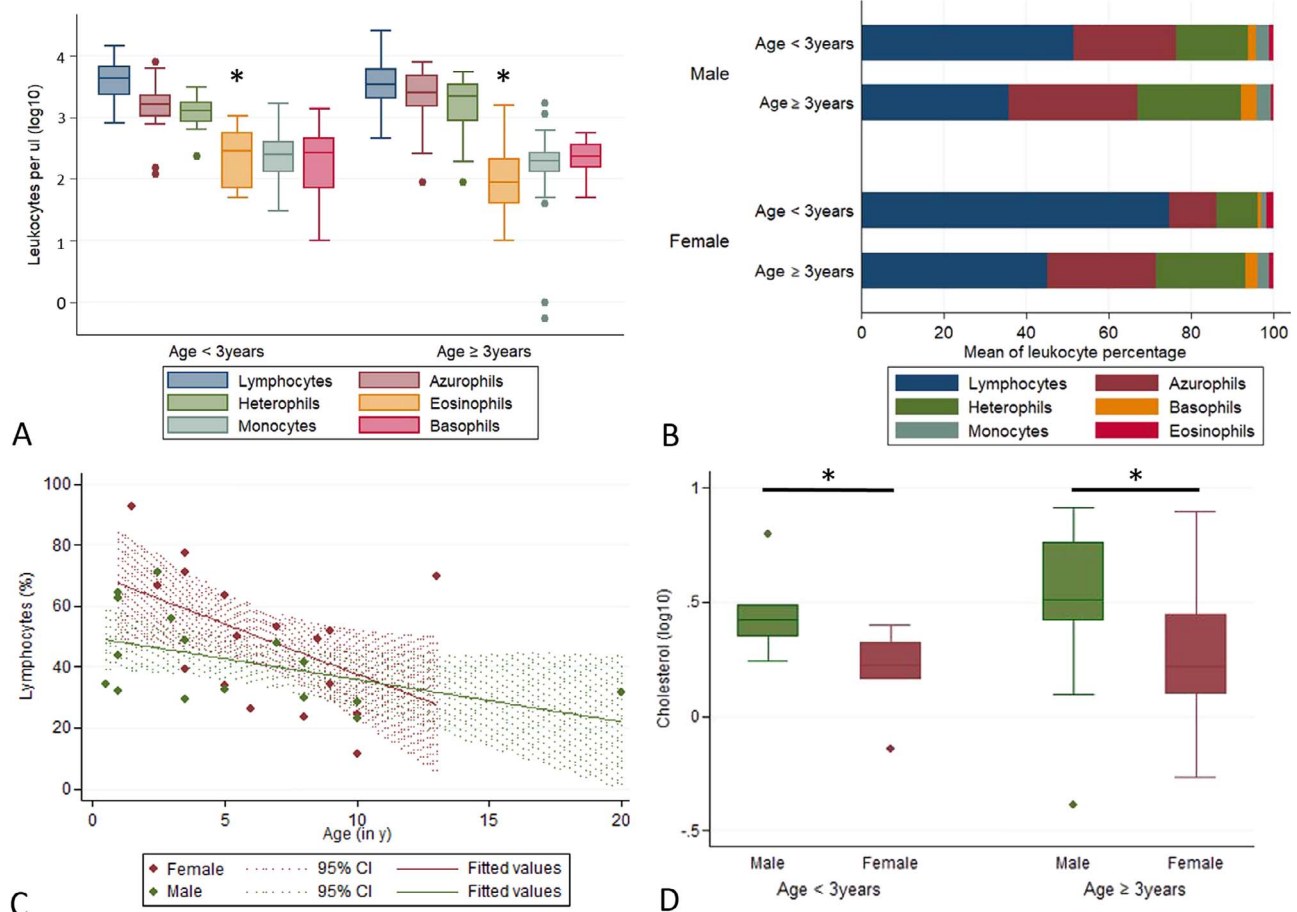 Leukocytes per ul (log10)
4
3
2
1
0
*
*
Age < 3years
Age ≥ 3years
Lymphocytes
Azurophils
Heterophils
Eosinophils
Monocytes
Basophils
A
Male
Age < 3years
Age ≥ 3years
Female
Age < 3years
Age ≥ 3years
0 20 40 60 80 100
Mean of leukocyte percentage
Lymphocytes
Azurophils
Heterophils
Basophils
Monocytes
Eosinophils
B
Lymphocytes (%)
100
80
60
40
20
0
0 5 10 15 20
Age (in y)
Female 95% CI Fitted values
Male 95% CI Fitted values
C
Cholesterol (log10)
1
.5
0
-.5
*
*
Male Female Male Female
Age < 3years Age ≥ 3years
D